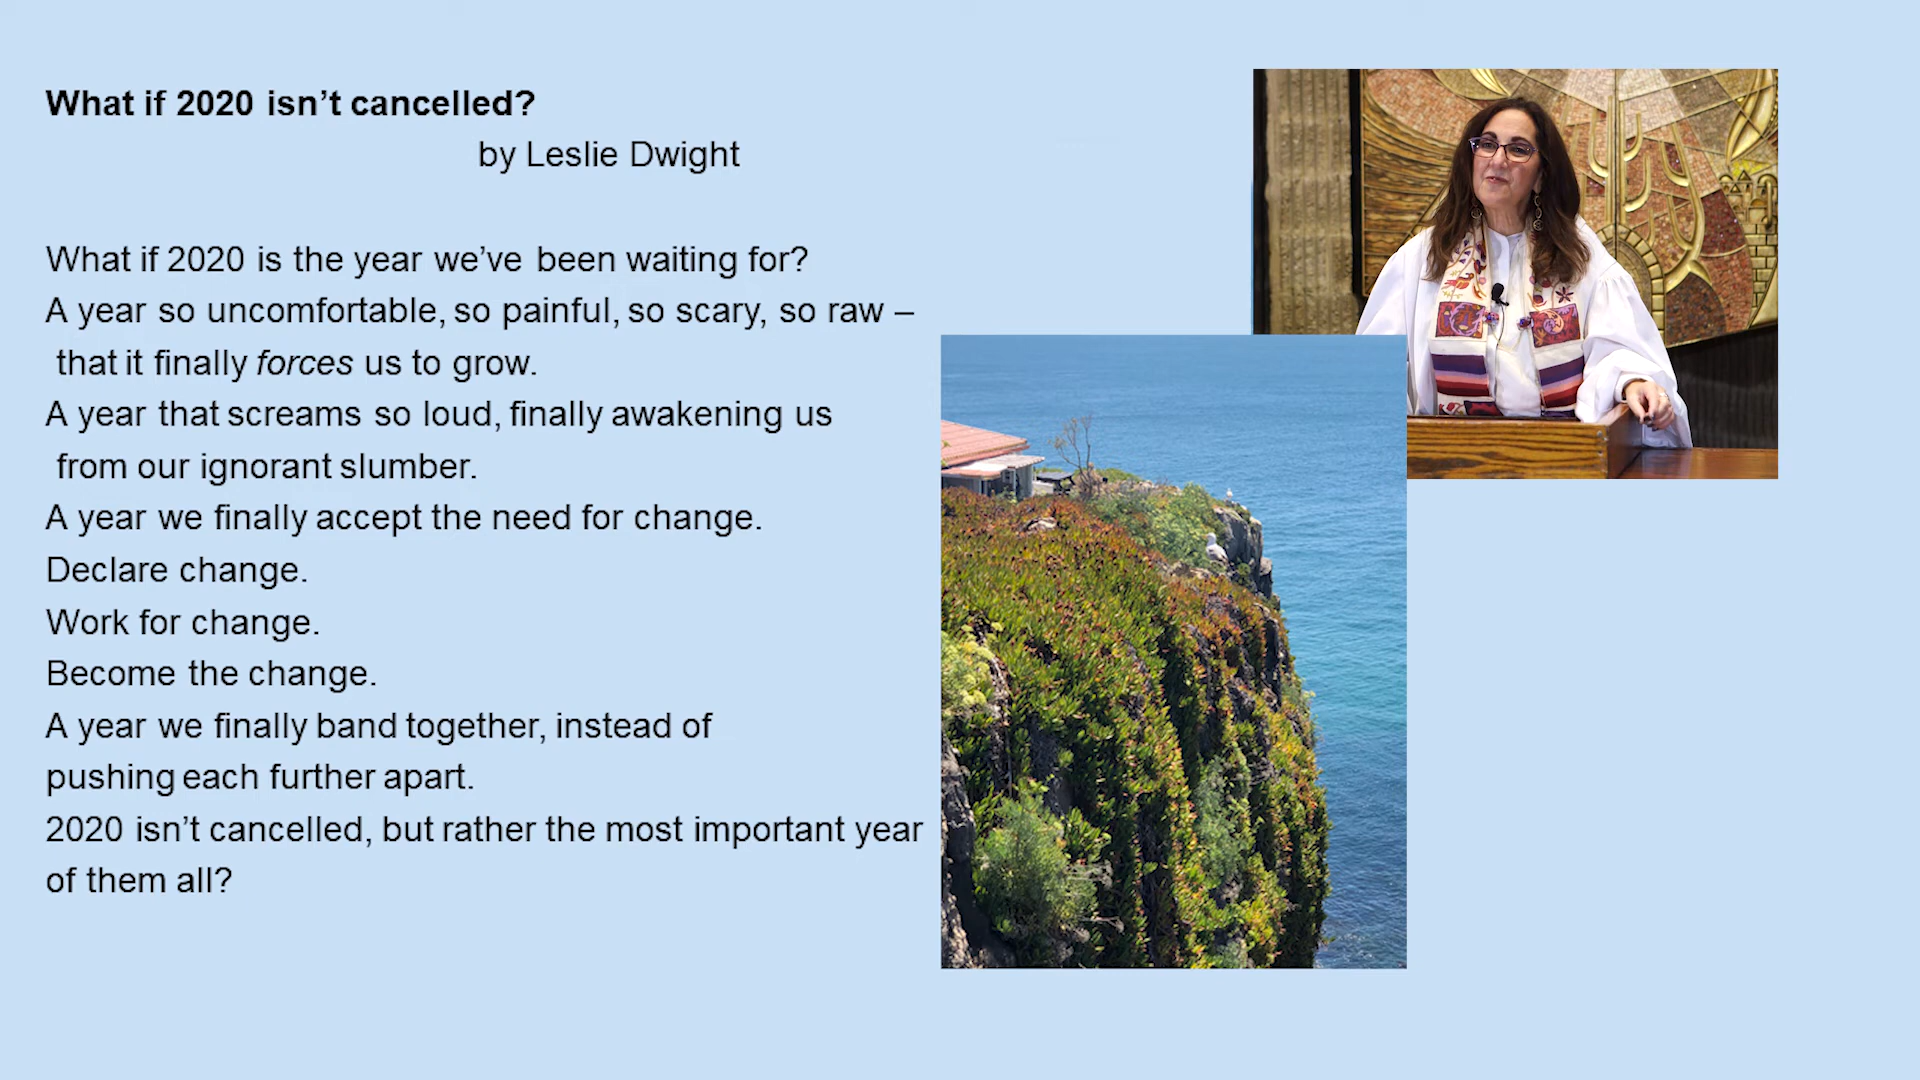 What if 2020 isn’t cancelled?
by Leslie Dwight
What if 2020 is the year we’ve been waiting for?
A year so uncomfortable, so painful, so scary, so raw –
that it finally forces us to grow.
A year that screams so loud, finally awakening us
from our ignorant slumber.
A year we finally accept the need for change.
Declare change.
Work for change.
Become the change.
A year we finally band together, instead of
pushing each further apart.
2020 isn’t cancelled, but rather the most important year
of them all?